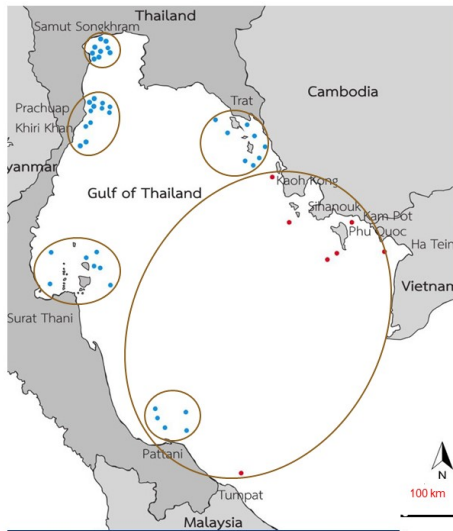 Thailand
Samut Songkhram
Cambodia
Prachuap
Khiri Khan
Trat
yanmar
Gulf of Thailand
Kaoh Kong
Sihanouk
Kam Pot
Phu Quoc
Ha Tein
Vietnam
Surat Thani
Pattani
Tumpat
Malaysia
N
100 km